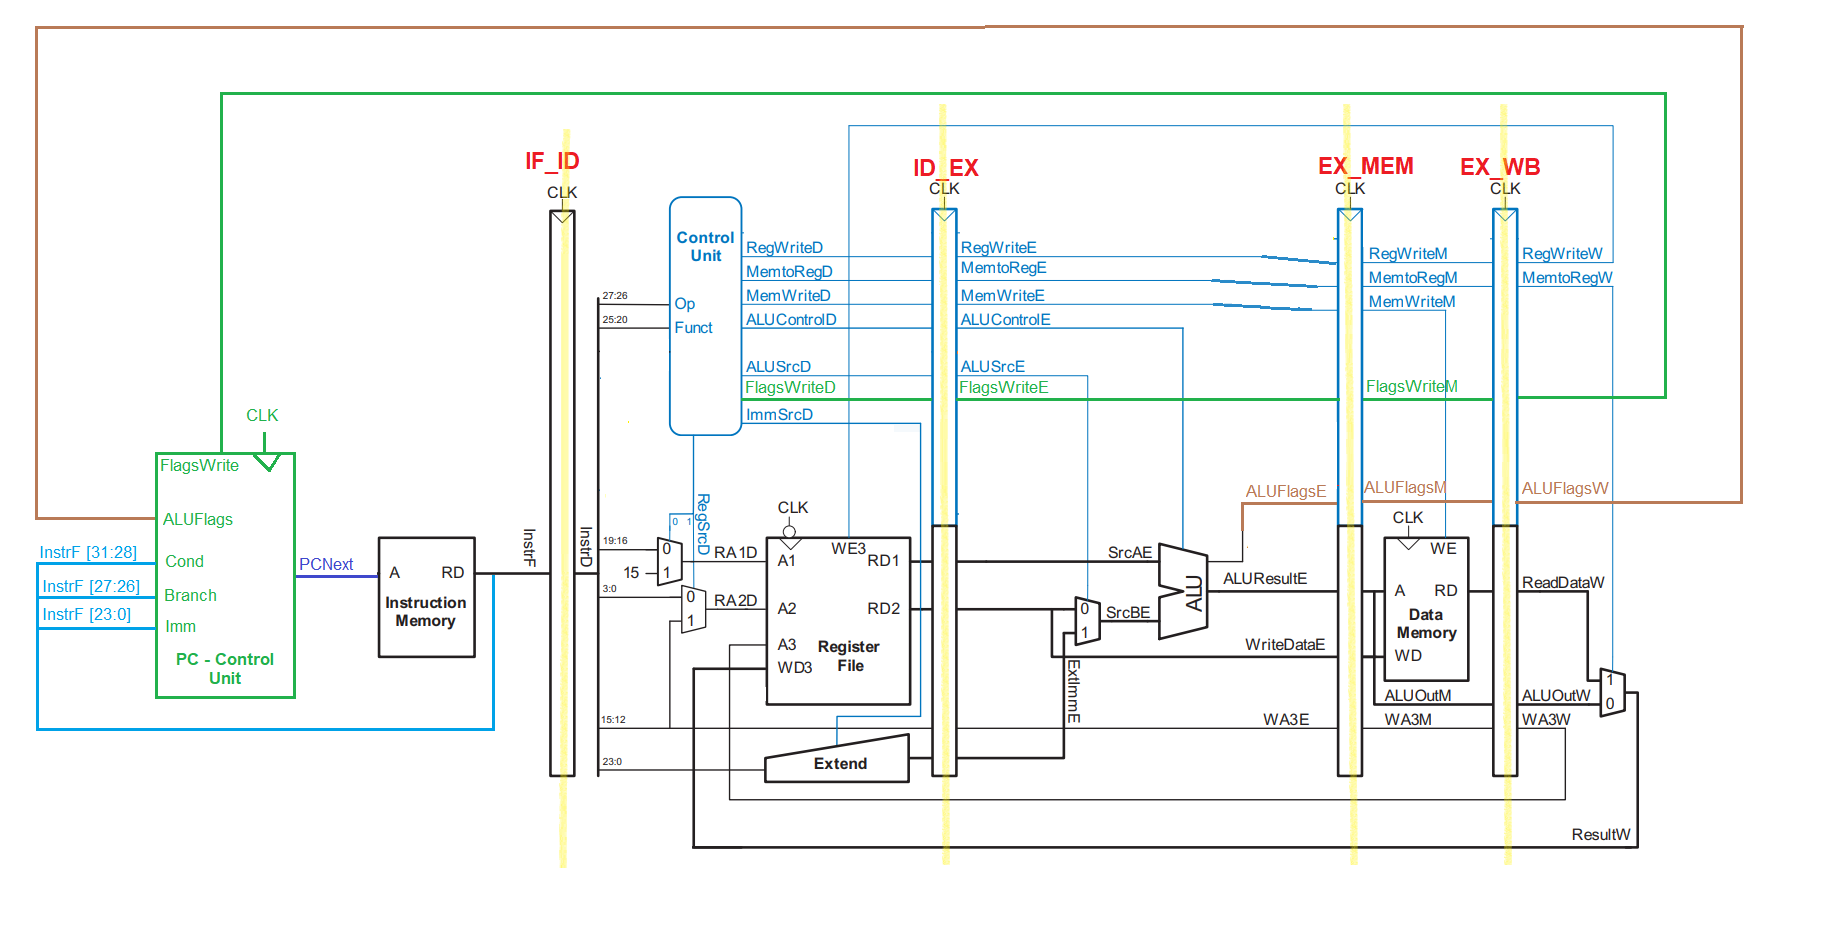 IF_ID
CLK
ID_EX
CLK
EX_MEM
CLK
EX_WB
CLK
Control
Unit
Op
Funct
27:26
25:20
RegWriteD
MemtoRegD
MemWriteD
ALUControlD
ALUSrcD
FlagsWriteD
ImmSrcD
RegWriteE
MemtoRegE
MemWriteE
ALUControlE
ALUSrcE
FlagsWriteE
RegWriteM
MemtoRegM
MemWriteM
FlagsWriteM
RegWriteW
MemtoRegW
CLK
FlagsWrite
ALUFlags
Cond
Branch
Imm
PC - Control
Unit
InstrF [31:28]
InstrF [27:26]
InstrF [23:0]
PCNext
A
RD
Instruction
Memory
InstrF
InstrD
19:16
15
3:0
15:12
23:0
0
1
0
1
0 1
RegSrcD
RA1D
RA2D
CLK
A1
A2
A3
WD3
WE3
RD1
RD2
Register
File
Extend
0
1
ExtImmE
SrcAE
SrcBE
ALU
ALUFlagsE
ALUResultE
WriteDataE
WA3E
ALUFlagsM
CLK
WE
A
RD
Data
Memory
WD
ALUOutM
WA3M
ALUFlagsW
ReadDataW
ALUOutW
WA3W
1
0
ResultW